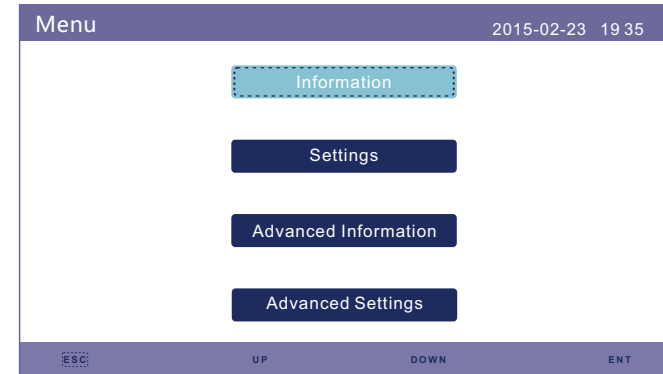 Menu 2015-02-23 19 35
Information
Settings
Advanced Information
Advanced Settings
ESC UP DOWN ENT